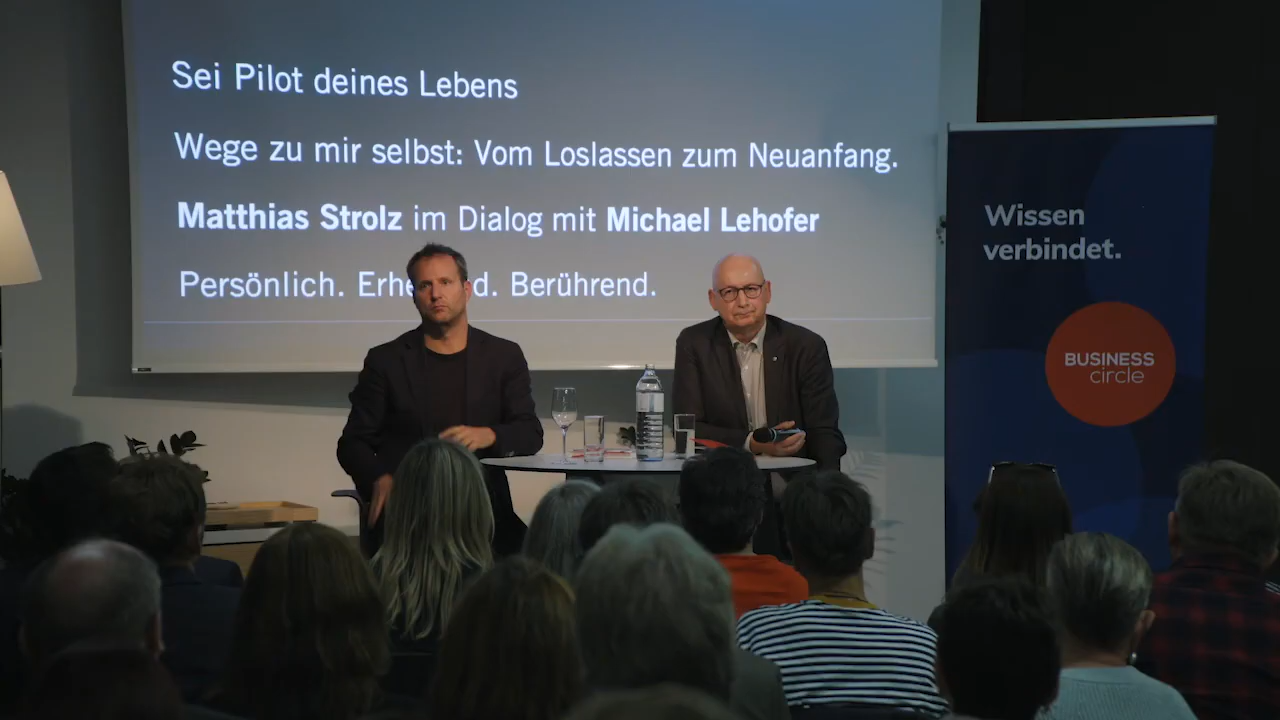 Sei Pilot deines Lebens
Wege zu mir selbst: Vom Loslassen zum Neuanfang.
Matthias Strolz im Dialog mit Michael Lehofer
Persönlich. Erhe d. Berührend.
Wissen
verbindet.
BUSINESS
circle